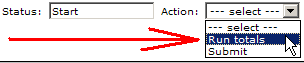 Status: Start Action: --- select ---
--- select ---
Run totals
Submit